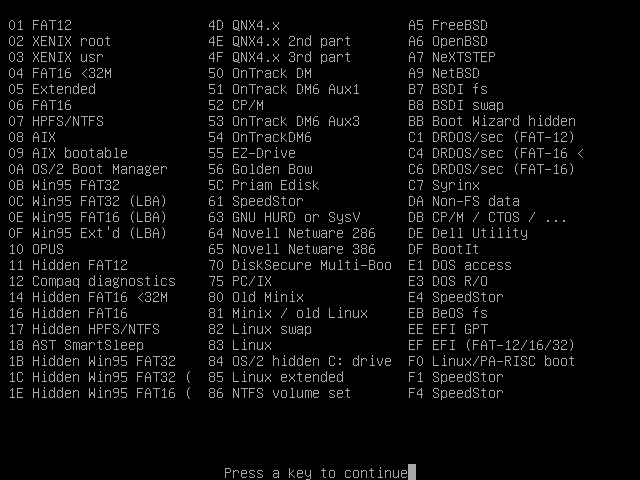 01 FAT12 4D QNX4.x A5 FreeBSD
02 XENIX root 4E QNX4.x 2nd part A6 OpenBSD
03 XENIX usr 4F QNX4.x 3rd part A7 NeXTSTEP
04 FAT16 <32M 50 OnTrack DM A9 NetBSD
05 Extended 51 OnTrack DM6 Aux1 B7 BSDI fs
06 FAT16 52 CP/M B8 BSDI swap
07 HPFS/NTFS 53 OnTrack DM6 Aux3 BB Boot Wizard hidden
08 AIX 54 OnTrackDM6 C1 DRDOS/sec (FAT-12)
09 AIX bootable 55 EZ-Drive C4 DRDOS/sec (FAT-16 <
0A OS/2 Boot Manager 56 Golden Bow C6 DRDOS/sec (FAT-16)
0B Win95 FAT32 5C Priam Edisk C7 Syrinx
0C Win95 FAT32 (LBA) 61 SpeedStor DA Non-FS data
0E Win95 FAT16 (LBA) 63 GNU HURD or SysV DB CP/M / CTOS / ...
0F Win95 Ext'd (LBA) 64 Novell Netware 286 DE Dell Utility
10 OPUS 65 Novell Netware 386 DF BootIt
11 Hidden FAT12 70 DiskSecure Multi-Boo E1 DOS access
12 Compaq diagnostics 75 PC/IX E3 DOS R/O
14 Hidden FAT16 <32M 80 Old Minix E4 SpeedStor
16 Hidden FAT16 81 Minix / old Linux EB BeOS fs
17 Hidden HPFS/NTFS 82 Linux swap EE EFI GPT
18 AST SmartSleep 83 Linux EF EFI (FAT-12/16/32)
1B Hidden Win95 FAT32 84 OS/2 hidden C: drive F0 Linux/PA-RISC boot
1C Hidden Win95 FAT32 ( 85 Linux extended F1 SpeedStor
1E Hidden Win95 FAT16 ( 86 NTFS volume set F4 SpeedStor
Press a key to continue